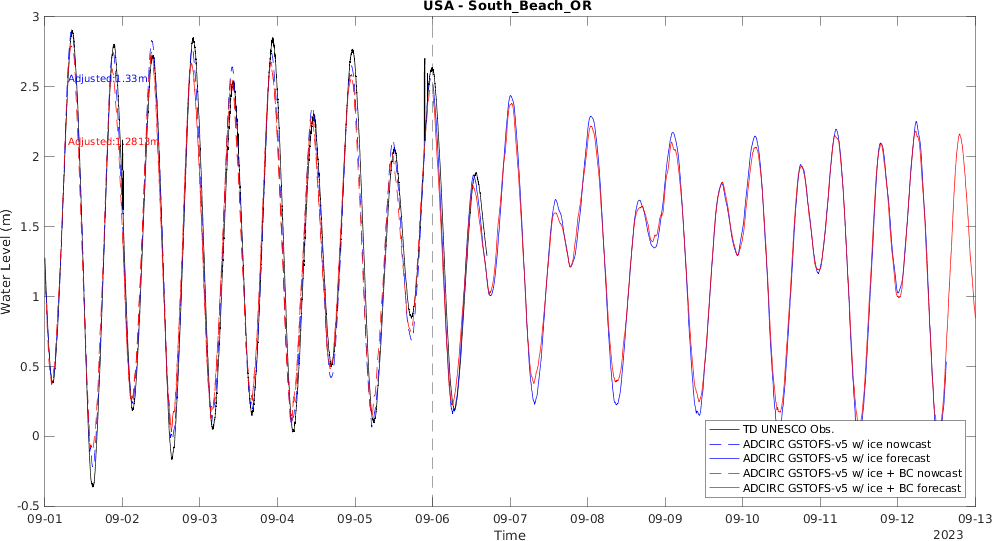 USA - South_Beach_OR
3
2.5
2
1.5
1
0.5
0
-0.5
Water Level (m)
Adjusted:1.33m
Adjusted:1.2813m
09-01 09-02 09-03 09-04 09-05 09-06 09-07 09-08 09-09 09-10 09-11 09-12 09-13
Time
2023
TD UNESCO Obs.
ADCIRC GSTOFS-v5 w/ ice nowcast
ADCIRC GSTOFS-v5 w/ ice forecast
ADCIRC GSTOFS-v5 w/ ice + BC nowcast
ADCIRC GSTOFS-v5 w/ ice + BC forecast